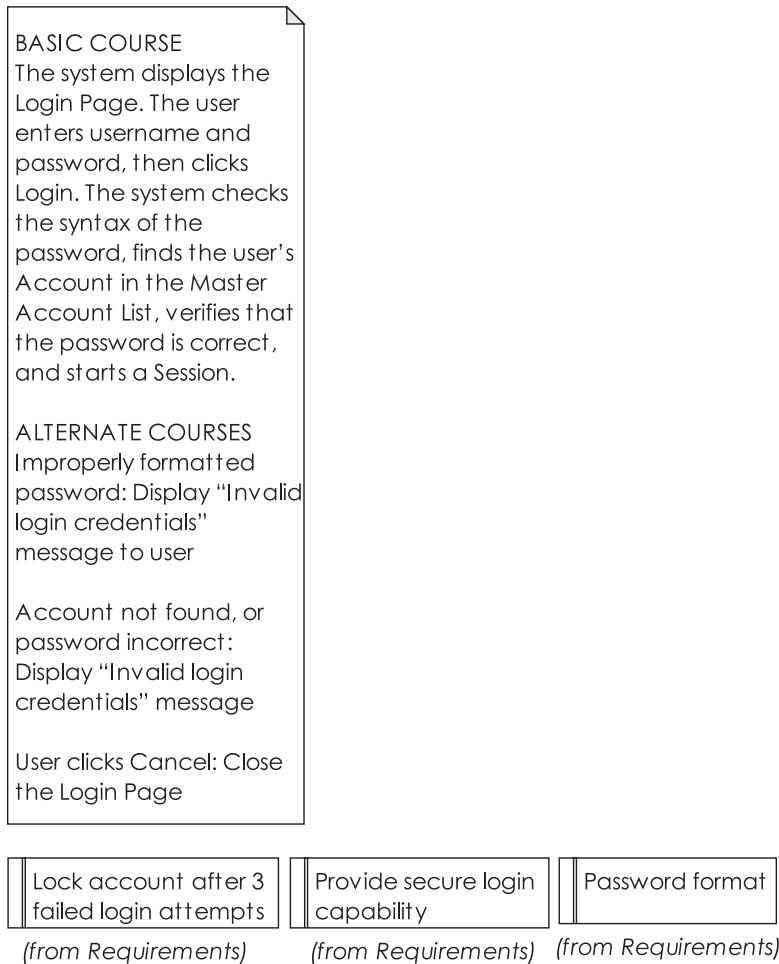 BASIC COURSE
The system displays the
Login Page. The user
enters username and
password, then clicks
Login. The system checks
the syntax of the
password, finds the user’s
Account in the Master
Account List, verifies that
the password is correct,
and starts a Session.
ALTERNATE COURSES
Improperly formatted
password: Display “Invalid
login credentials”
message to user
Account not found, or
password incorrect:
Display “Invalid login
credentials” message
User clicks Cancel: Close
the Login Page
Lock account after 3
failed login attempts
(from Requirements)
Provide secure login
capability
(from Requirements)
Password format
(from Requirements)